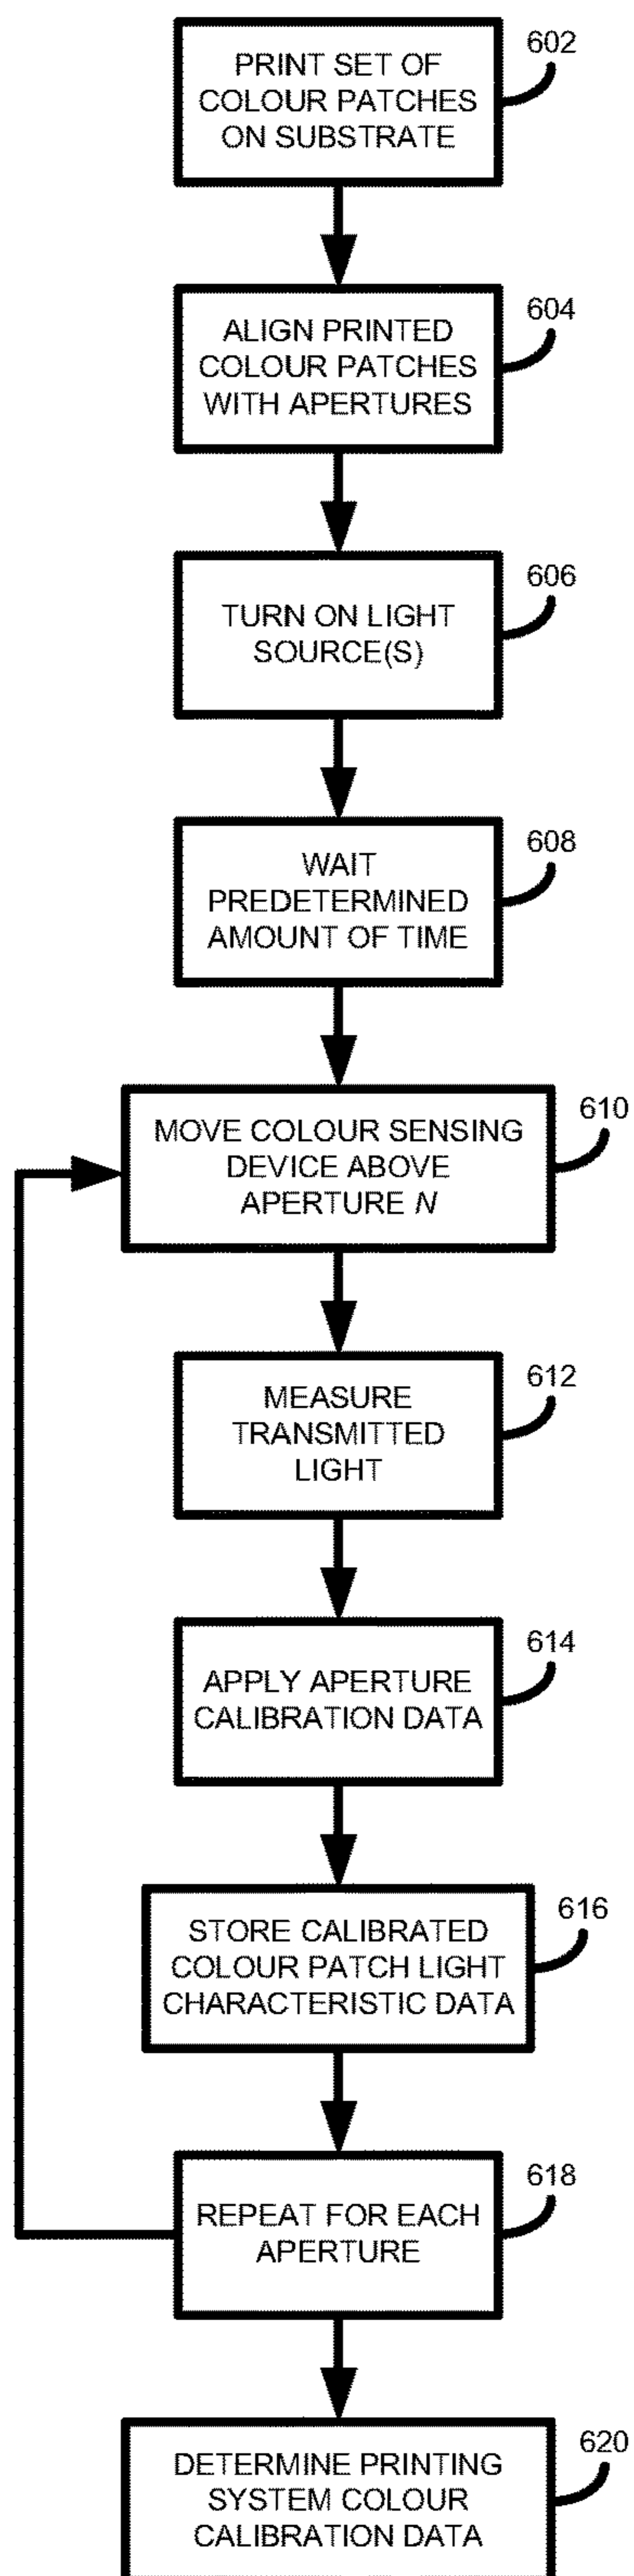 602
PRINT SET OF
COLOUR PATCHES
ON SUBSTRATE
604
ALIGN PRINTED
COLOUR PATCHES
WITH APERTURES
606
TURN ON LIGHT
SOURCE(S)
608
WAIT
PREDETERMINED
AMOUNT OF TIME
610
MOVE COLOUR SENSING
DEVICE ABOVE
APERTURE N
612
MEASURE
TRANSMITTED
LIGHT
614
APPLY APERTURE
CALIBRATION DATA
616
STORE CALIBRATED
COLOUR PATCH LIGHT
CHARACTERISTIC DATA
618
REPEAT FOR EACH
APERTURE
620
DETERMINE PRINTING
SYSTEM COLOUR
CALIBRATION DATA